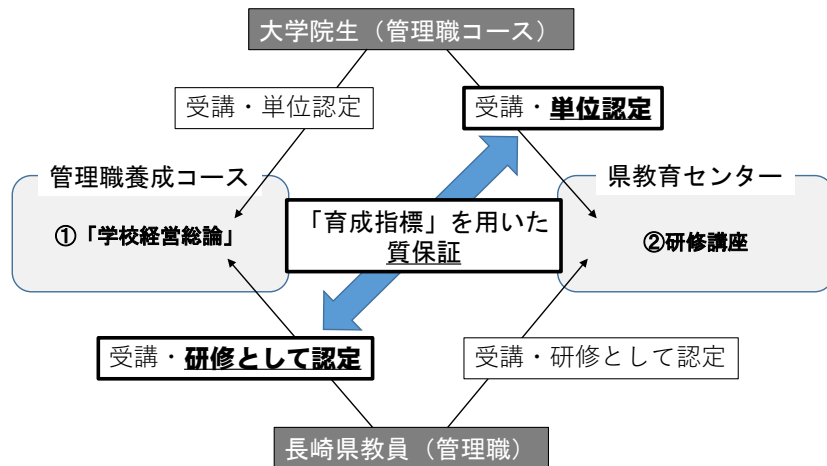 大学院生（管理職コース）
受講・単位認定
受講・単位認定
管理職養成コース
県教育センター
①「学校経営総論」
「育成指標」を用いた
質保証
②研修講座
受講・研修として認定
受講・研修として認定
長崎県教員（管理職）